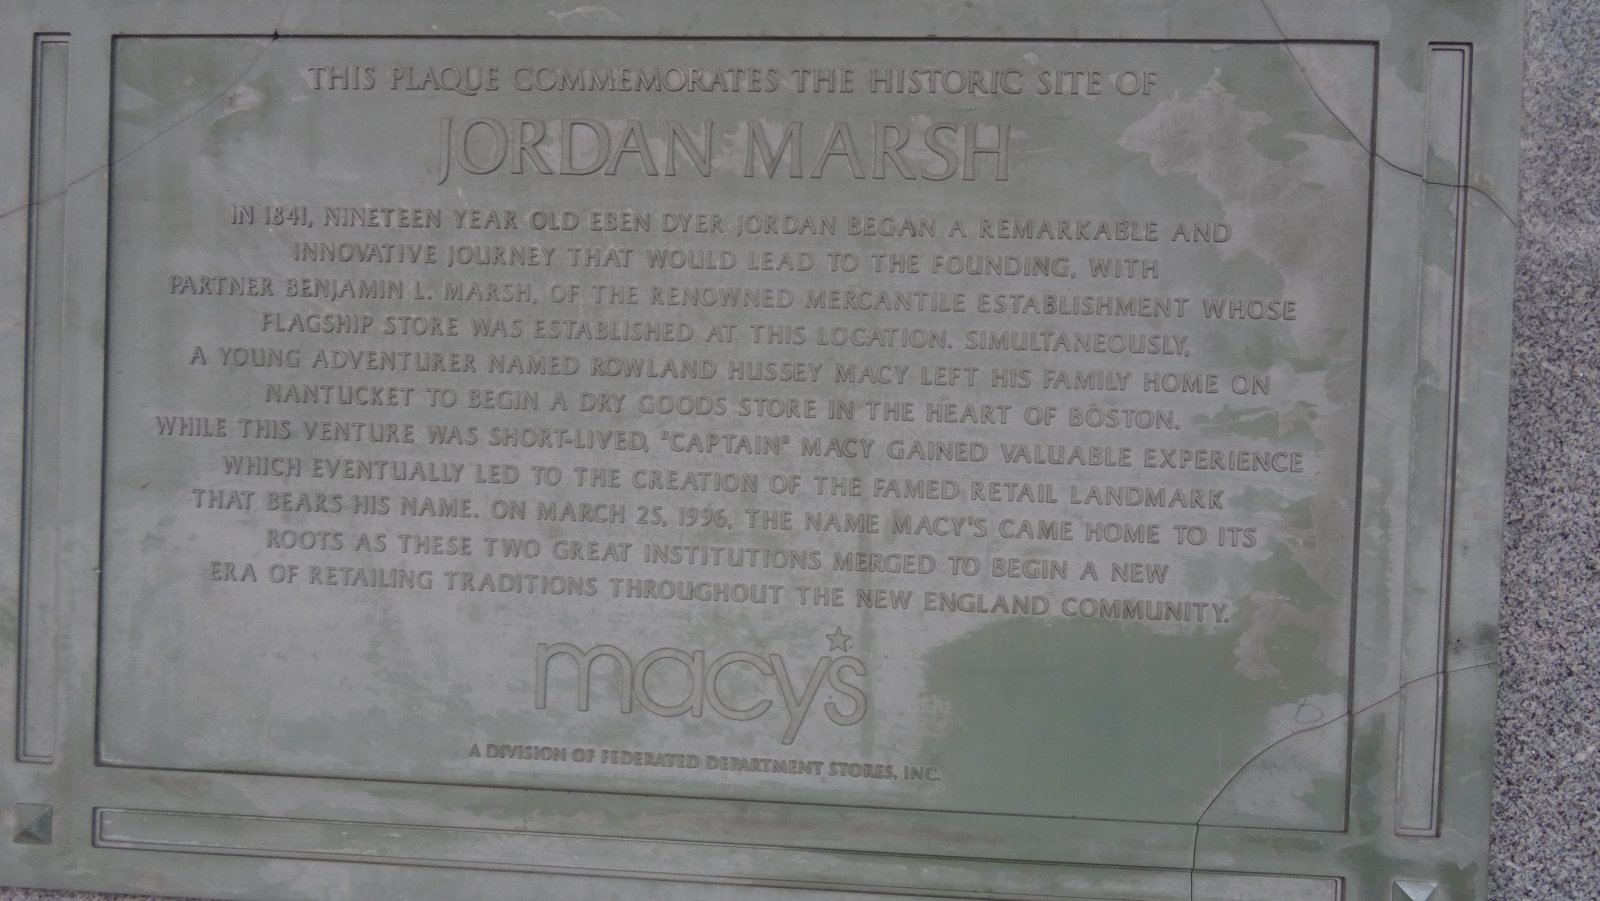 THIS PLAQUE COMMEMORATES THE HISTORIC SITE OF
JORDAN MARSH
IN 1841, NINETEEN YEAR OLD EBEN DYER JORDAN BEGAN A REMARKABLE AND
INNOVATIVE JOURNEY THAT WOULD LEAD TO THE FOUNDING, WITH
PARTNER BENJAMIN L. MARSH, OF THE RENOWNED MERCANTILE ESTABLISHMENT WHOSE
FLAGSHIP STORE WAS ESTABLISHED AT THIS LOCATION. SIMULTANEOUSLY,
A YOUNG ADVENTURER NAMED ROWLAND HUSSEY MACY LEFT HIS FAMILY HOME ON
NANTUCKET TO BEGIN A DRY GOODS STORE IN THE HEART OF BOSTON.
WHILE THIS VENTURE WAS SHORT-LIVED, "CAPTAIN" MACY GAINED VALUABLE EXPERIENCE
WHICH EVENTUALLY LED TO THE CREATION OF THE FAMED RETAIL LANDMARK
THAT BEARS HIS NAME. ON MARCH 25, 1996, THE NAME MACY'S CAME HOME TO ITS
ROOTS AS THESE TWO GREAT INSTITUTIONS MERGED TO BEGIN A NEW
ERA OF RETAILING TRADITIONS THROUGHOUT THE NEW ENGLAND COMMUNITY.
macy's
A DIVISION OF FEDERATED DEPARTMENT STORES, INC.